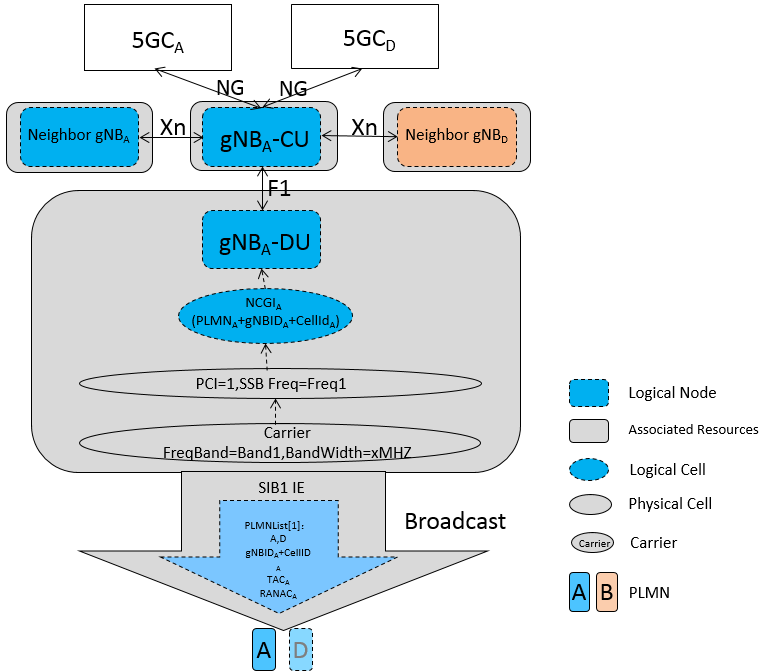 5GCA
5GCD
NG
NG
Neighbor gNBA
Xn
gNBA-CU
Xn
Neighbor gNBD
F1
gNBA-DU
NCGIA
(PLMNA+gNBIDA+CellIdA)
PCI=1,SSB Freq=Freq1
Carrier
FreqBand=Band1,BandWidth=xMHZ
SIB1 IE
PLMNList[1]:
A,D
gNBIDA+CellID
A
TACA
RANACA
Broadcast
A
D
Logical Node
Associated Resources
Logical Cell
Physical Cell
Carrier
Carrier
A
B
PLMN